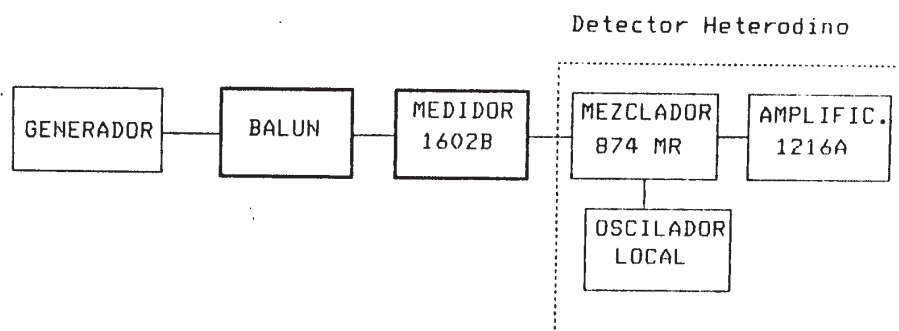 Detector Heterodino
GENERADOR
BALUN
MEDIDOR
1602B
MEZCLADOR
874 MR
AMPLIFIC.
1216A
OSCILADOR
LOCAL